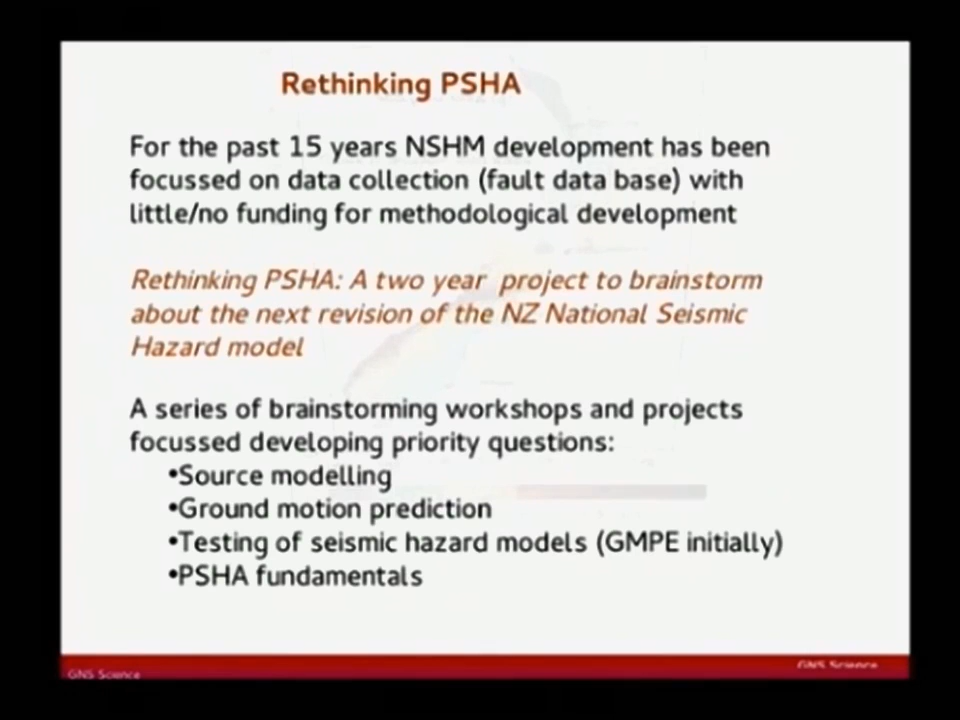 Rethinking PSHA
For the past 15 years NSHM development has been
focussed on data collection (fault data base) with
little/no funding for methodological development
Rethinking PSHA: A two year project to brainstorm
about the next revision of the NZ National Seismic
Hazard model
A series of brainstorming workshops and projects
focussed developing priority questions:
•Source modelling
•Ground motion prediction
•Testing of seismic hazard models (GMPE initially)
•PSHA fundamentals
GNS Science
GNS Science